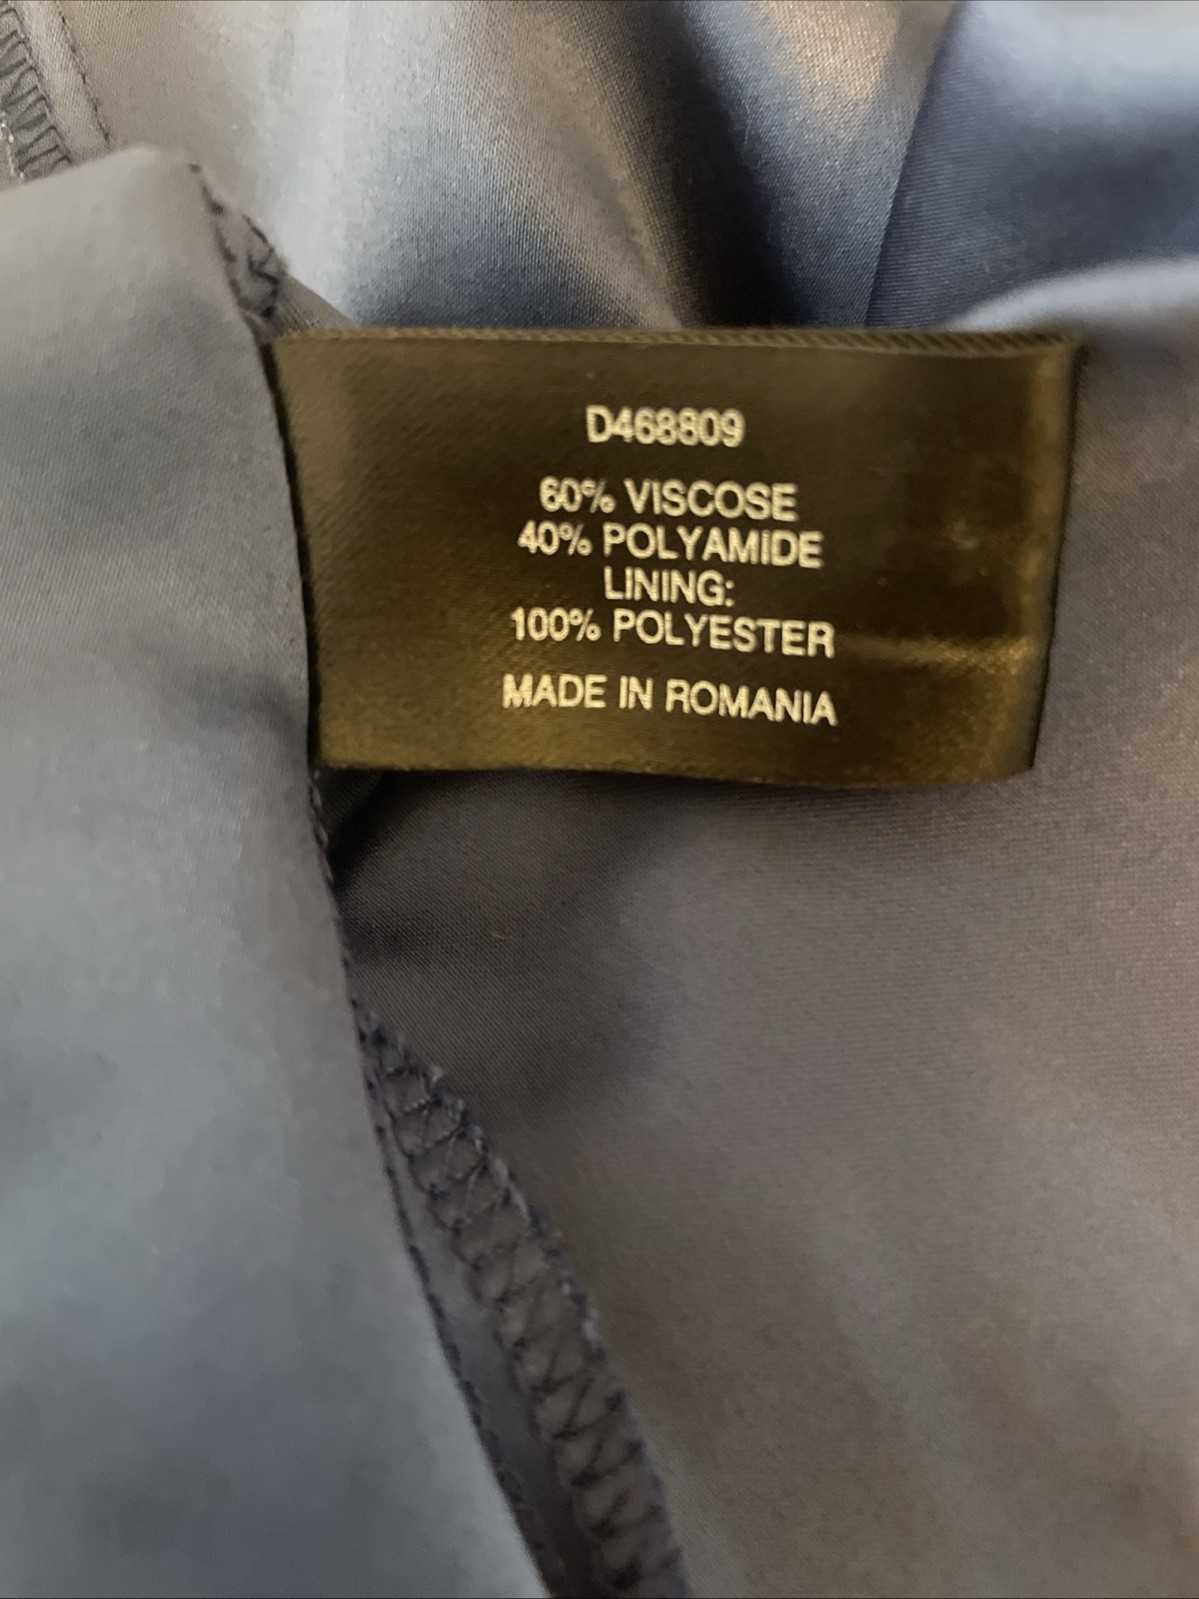 D468809
60% VISCOSE
40% POLYAMIDE
LINING:
100% POLYESTER
MADE IN ROMANIA